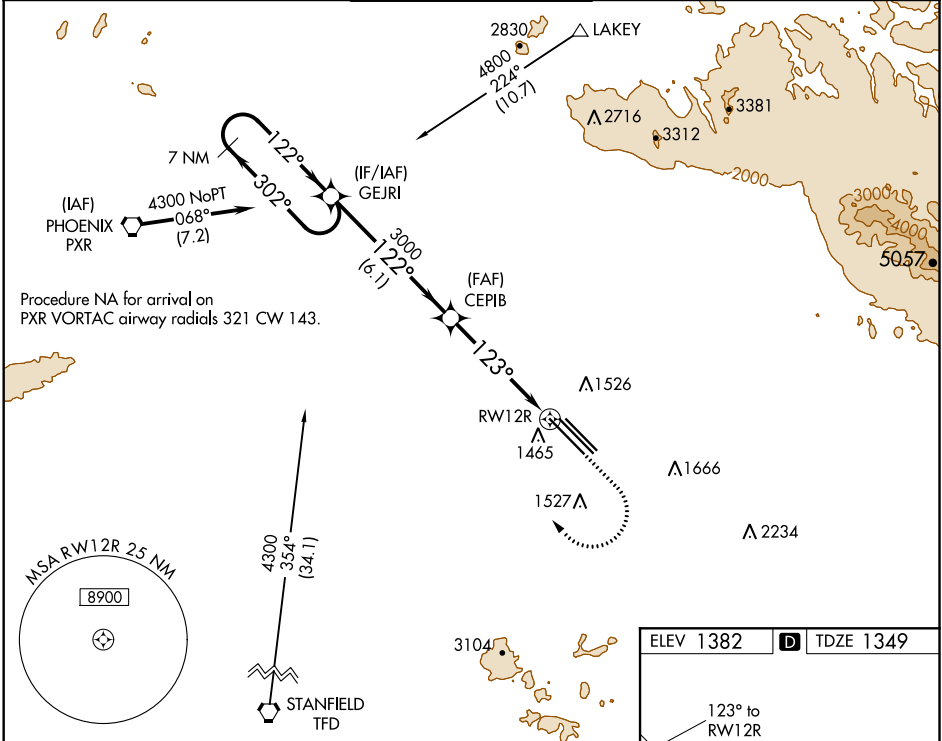 2830
LAKEY
4800
224°
(10.7)
2716
3381
3312
2000
3000
4000
5057
7 NM
122°
302°
(IF/IAF)
GEJRI
(IAF)
PHOENIX
PXR
4300 NoPT
068°
(7.2)
3000
122°
(6.1)
(FAF)
CEPIB
Procedure NA for arrival on
PXR VORTAC airway radials 321 CW 143.
123°
1526
RW12R
1465
1666
1527
2234
4300
354°
(34.1)
MSA RW12R 25 NM
8900
3104
STANFIELD
TFD
ELEV 1382 D TDZE 1349
123° to
RW12R